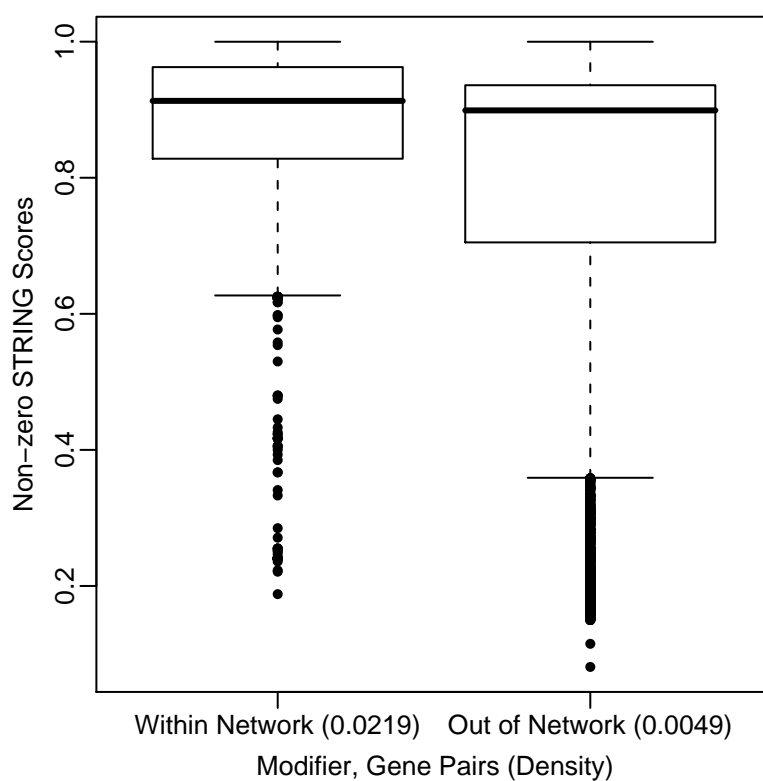 Non−zero STRING Scores
1.0
0.8
0.6
0.4
0.2
Within Network (0.0219) Out of Network (0.0049)
Modifier, Gene Pairs (Density)